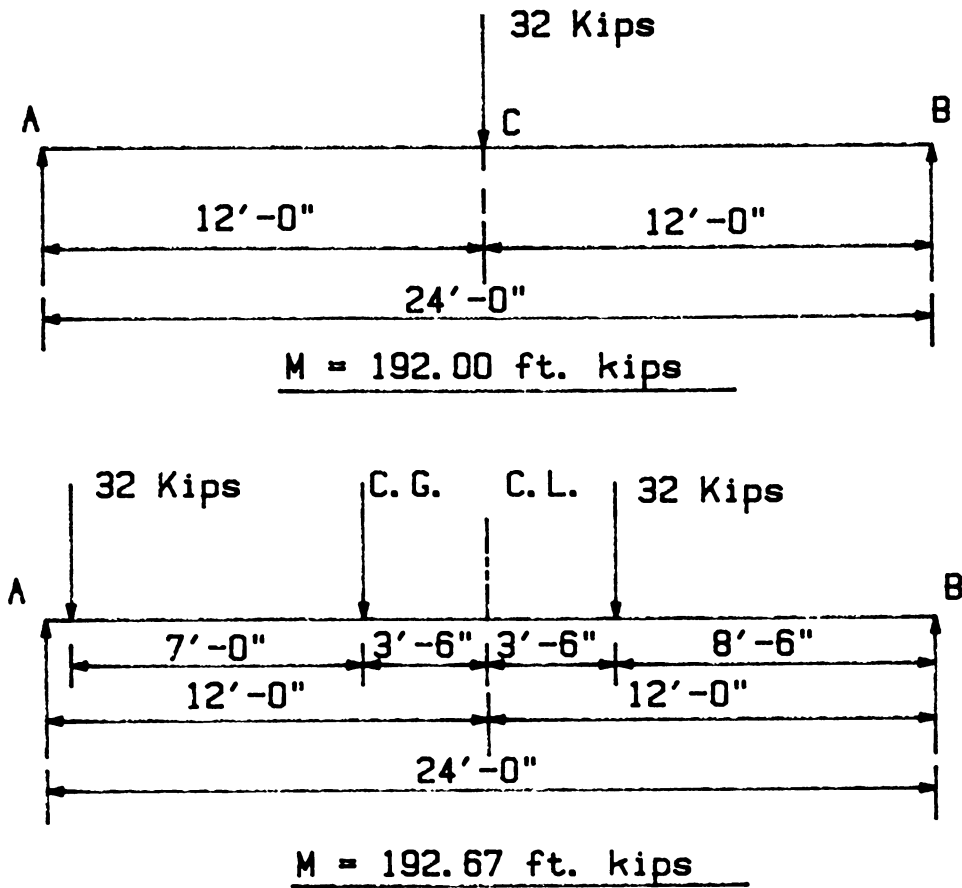 32 Kips
A C B
12′-0" 12′-0"
24′-0"
M = 192.00 ft. kips
32 Kips C.G. C.L. 32 Kips
A B
7′-0" 3′-6" 3′-6" 8′-6"
12′-0" 12′-0"
24′-0"
M = 192.67 ft. kips